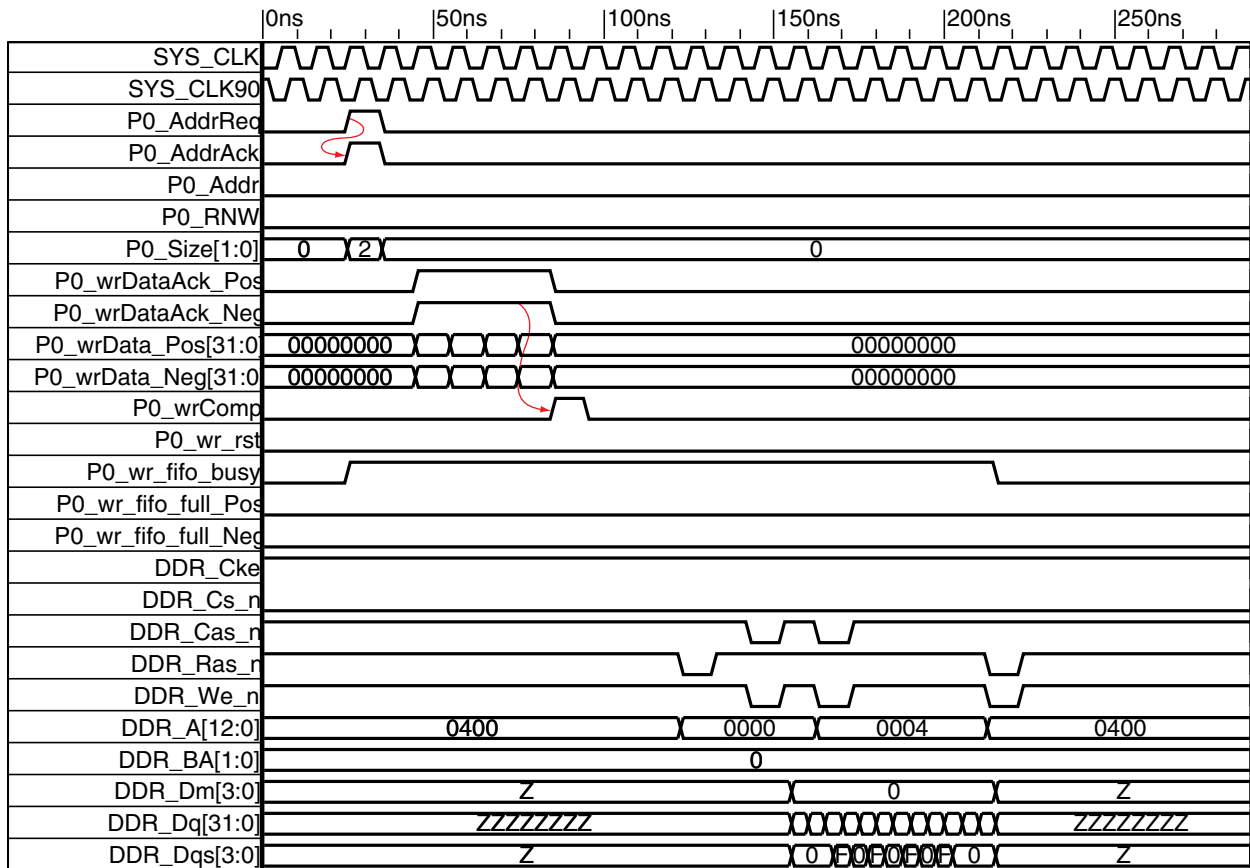 0ns 50ns 100ns 150ns 200ns 250ns
SYS_CLK
SYS_CLK90
P0_AddrReq
P0_AddrAck
P0_Addr
P0_RNW
P0_Size[1:0] 0 2 0
P0_wrDataAck_Pos
P0_wrDataAck_Neg
P0_wrData_Pos[31:0] 00000000 00000000
P0_wrData_Neg[31:0 00000000 00000000
P0_wrComp
P0_wr_rst
P0_wr_fifo_busy
P0_wr_fifo_full_Pos
P0_wr_fifo_full_Neg
DDR_Cke
DDR_Cs_n
DDR_Cas_n
DDR_Ras_n
DDR_We_n
DDR_A[12:0] 0400 0000 0004 0400
DDR_BA[1:0] 0
DDR_Dm[3:0] Z 0 Z
DDR_Dq[31:0] ZZZZZZZZ ZZZZZZZZ
DDR_Dqs[3:0] Z 0 F 0 F 0 F 0 F 0 Z